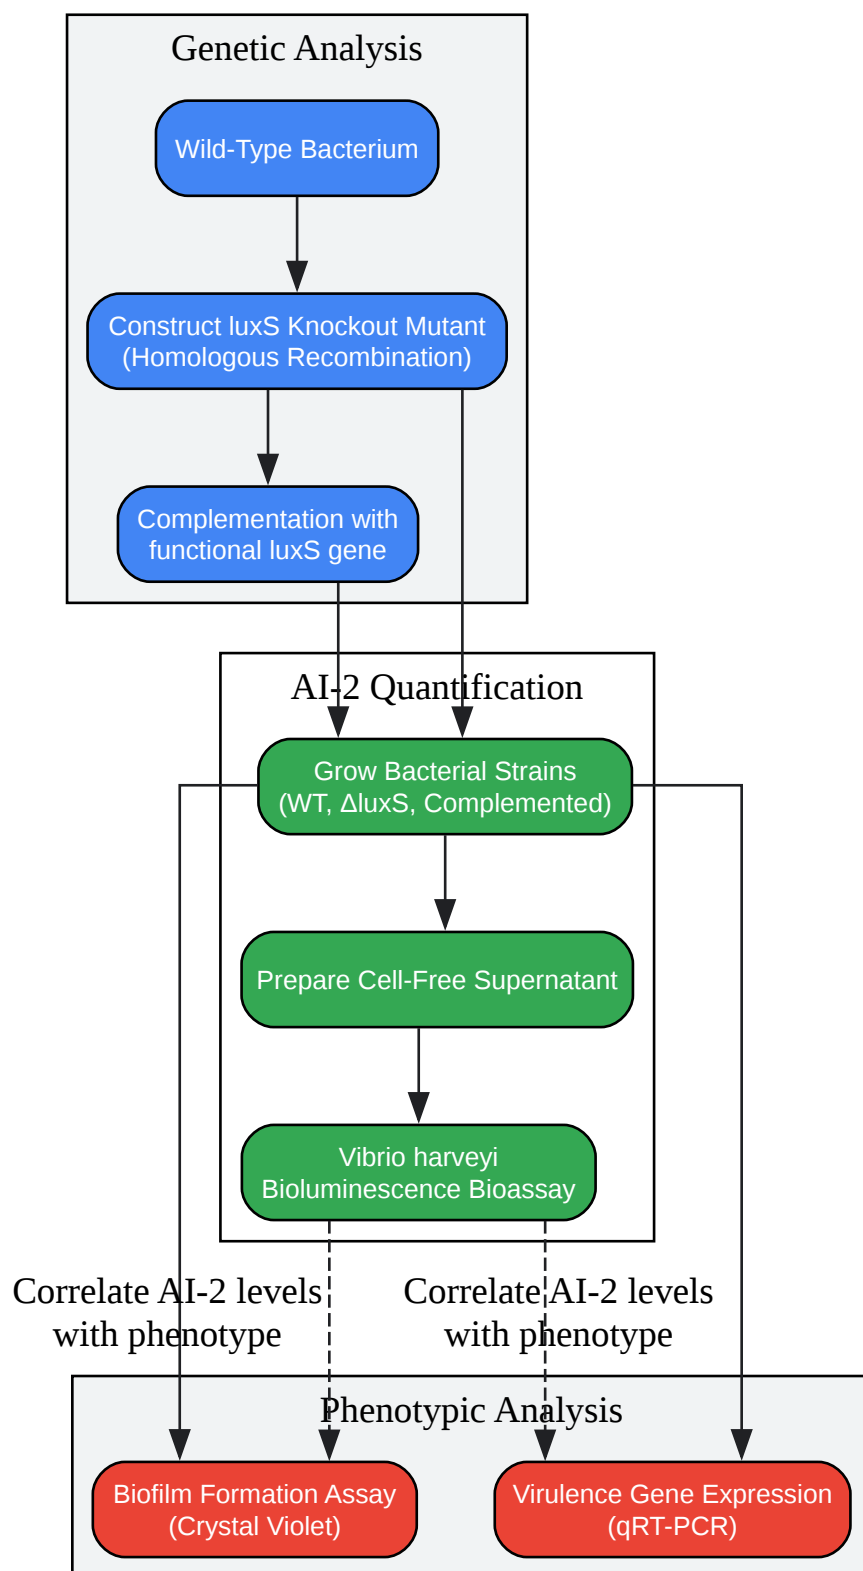 Genetic Analysis
Wild-Type Bacterium
Construct luxS Knockout Mutant
(Homologous Recombination)
Complementation with
functional luxS gene
AI-2 Quantification
Grow Bacterial Strains
(WT, ΔluxS, Complemented)
Prepare Cell-Free Supernatant
Vibrio harveyi
Bioluminescence Bioassay
Correlate AI-2 levels
with phenotype
Correlate AI-2 levels
with phenotype
Phenotypic Analysis
Biofilm Formation Assay
(Crystal Violet)
Virulence Gene Expression
(qRT-PCR)